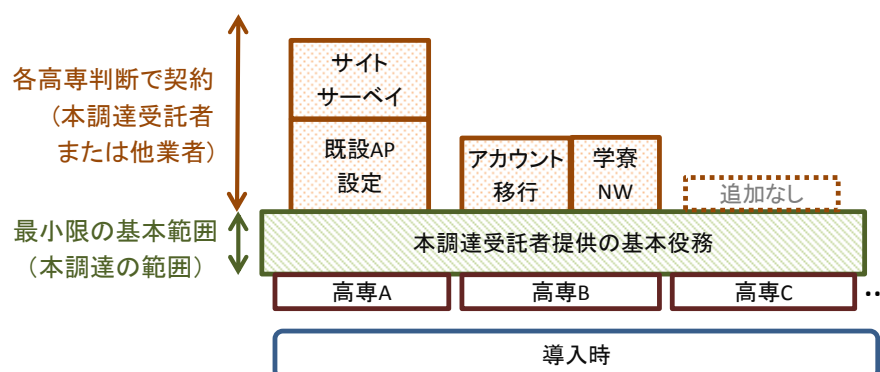 各高専判断で契約
(本調達受託者
または他業者)
サイト
サーベイ
既設AP
設定
アカウント
移行
学寮
NW
追加なし
最小限の基本範囲
(本調達の範囲)
本調達受託者提供の基本役務
高専A
高専B
高専C
‥
導入時